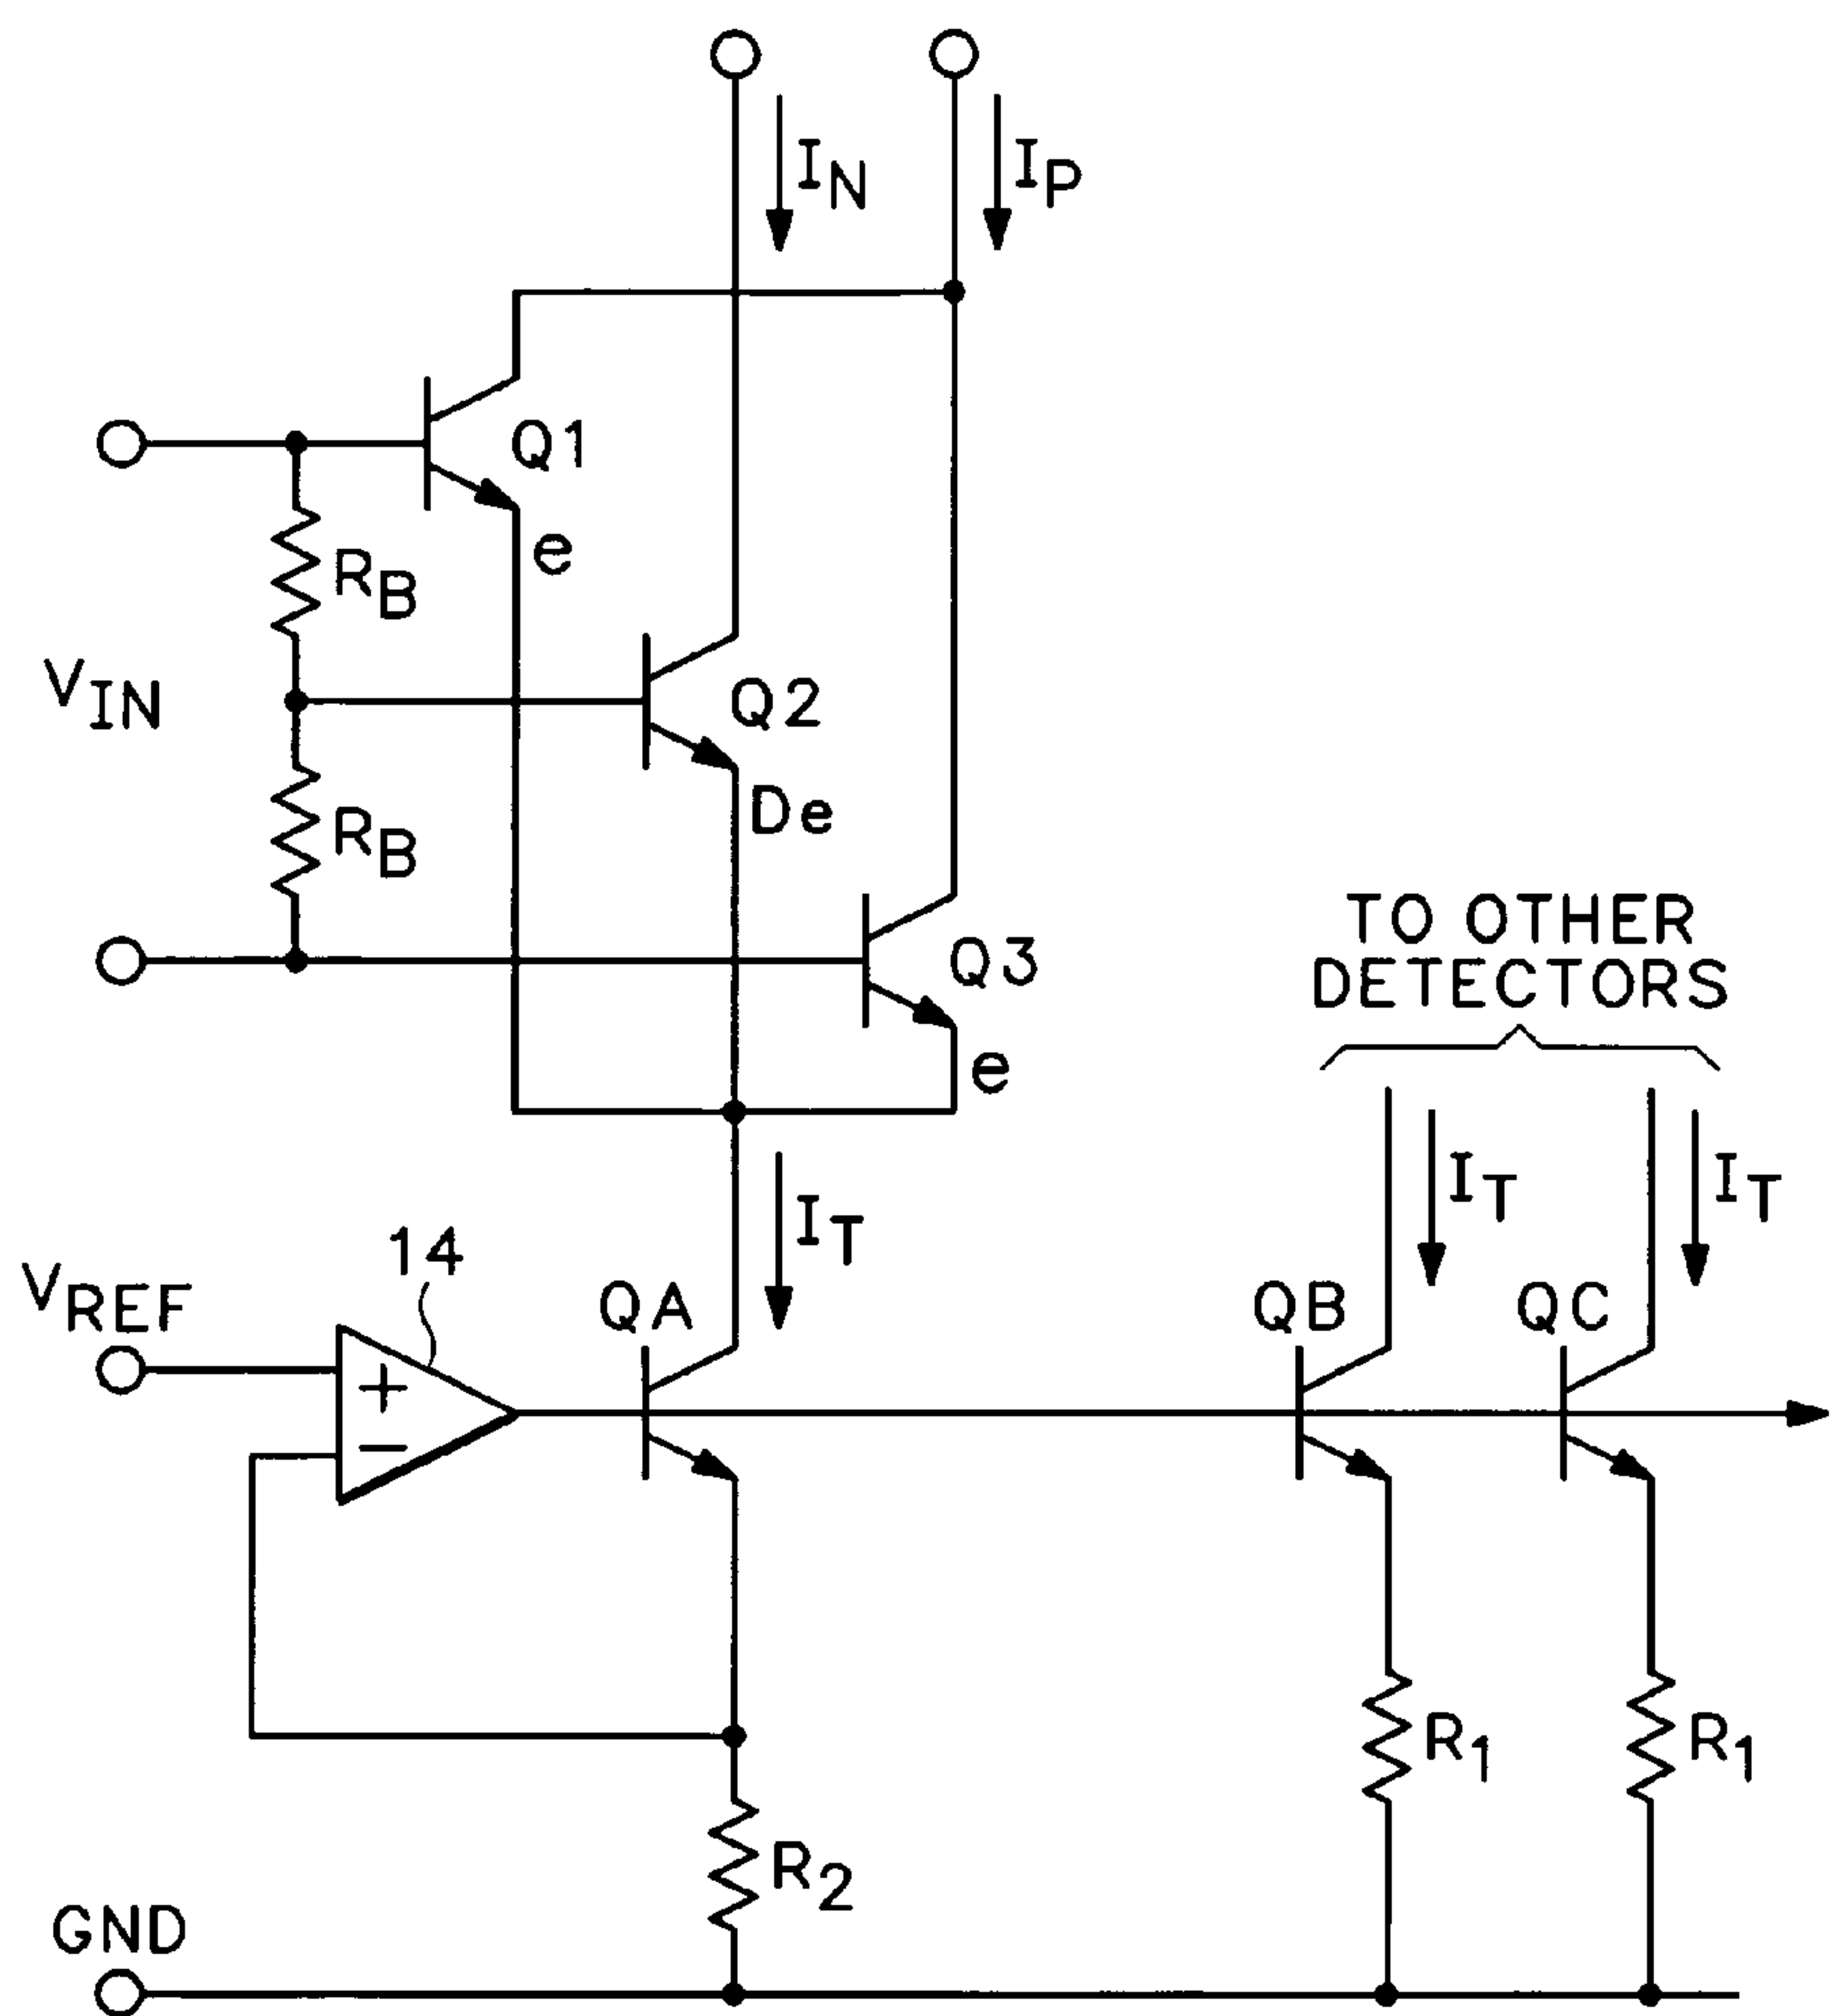 I_N
I_P
Q1
e
R_B
V_IN
Q2
De
R_B
TO OTHER
DETECTORS
Q3
e
I_T
I_T
I_T
14
V_REF
QA
QB
QC
+
−
R_1
R_1
R_2
GND